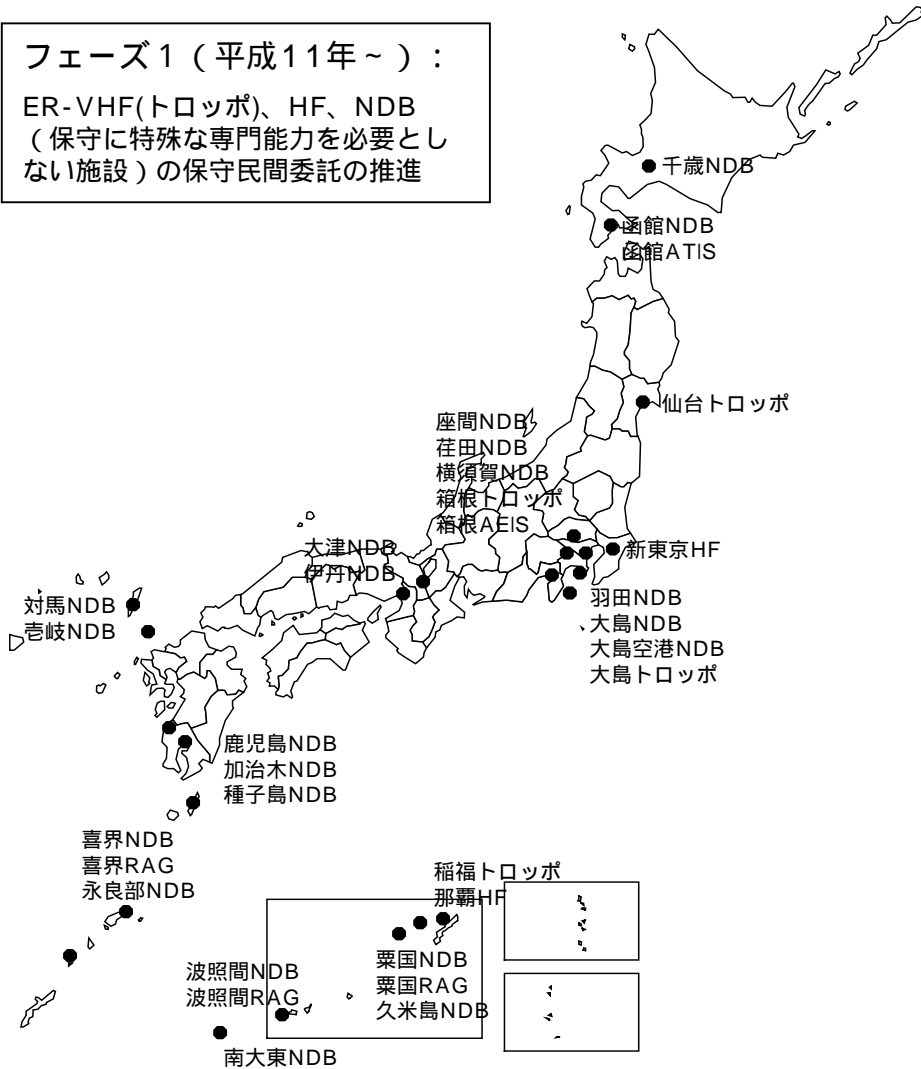 フェーズ1（平成11年～）：
ER-VHF(トロッポ)、HF、NDB
（保守に特殊な専門能力を必要とし
ない施設）の保守民間委託の推進
千歳NDB
函館NDB
函館ATIS
仙台トロッポ
座間NDB
荏田NDB
横須賀NDB
箱根トロッポ
箱根AEIS
新東京HF
大津NDB
伊丹NDB
羽田NDB
大島NDB
大島空港NDB
大島トロッポ
対馬NDB
壱岐NDB
鹿児島NDB
加治木NDB
種子島NDB
喜界NDB
喜界RAG
永良部NDB
稲福トロッポ
那覇HF
粟国NDB
粟国RAG
久米島NDB
波照間NDB
波照間RAG
南大東NDB